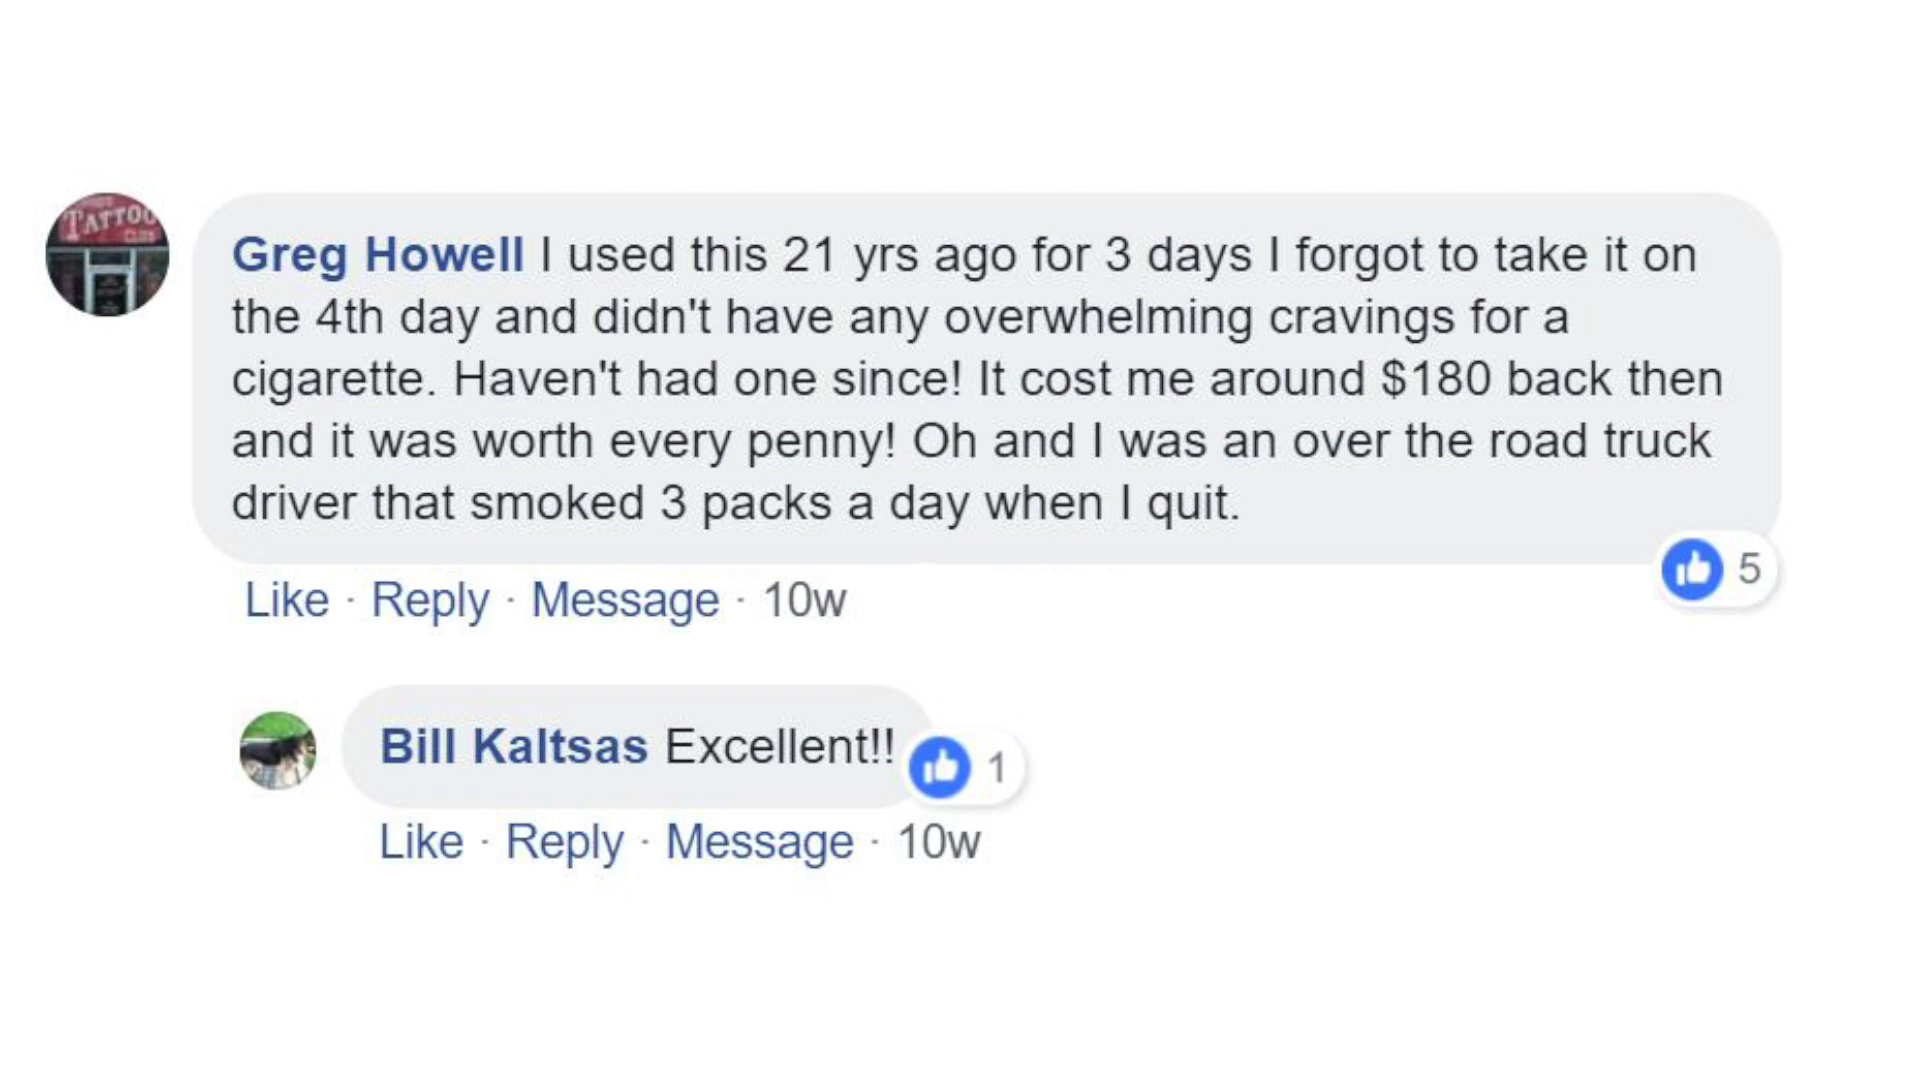 TATTOO
Greg Howell I used this 21 yrs ago for 3 days I forgot to take it on
the 4th day and didn't have any overwhelming cravings for a
cigarette. Haven't had one since! It cost me around $180 back then
and it was worth every penny! Oh and I was an over the road truck
driver that smoked 3 packs a day when I quit.
5
Like · Reply · Message · 10w
Bill Kaltsas Excellent!!
1
Like · Reply · Message · 10w